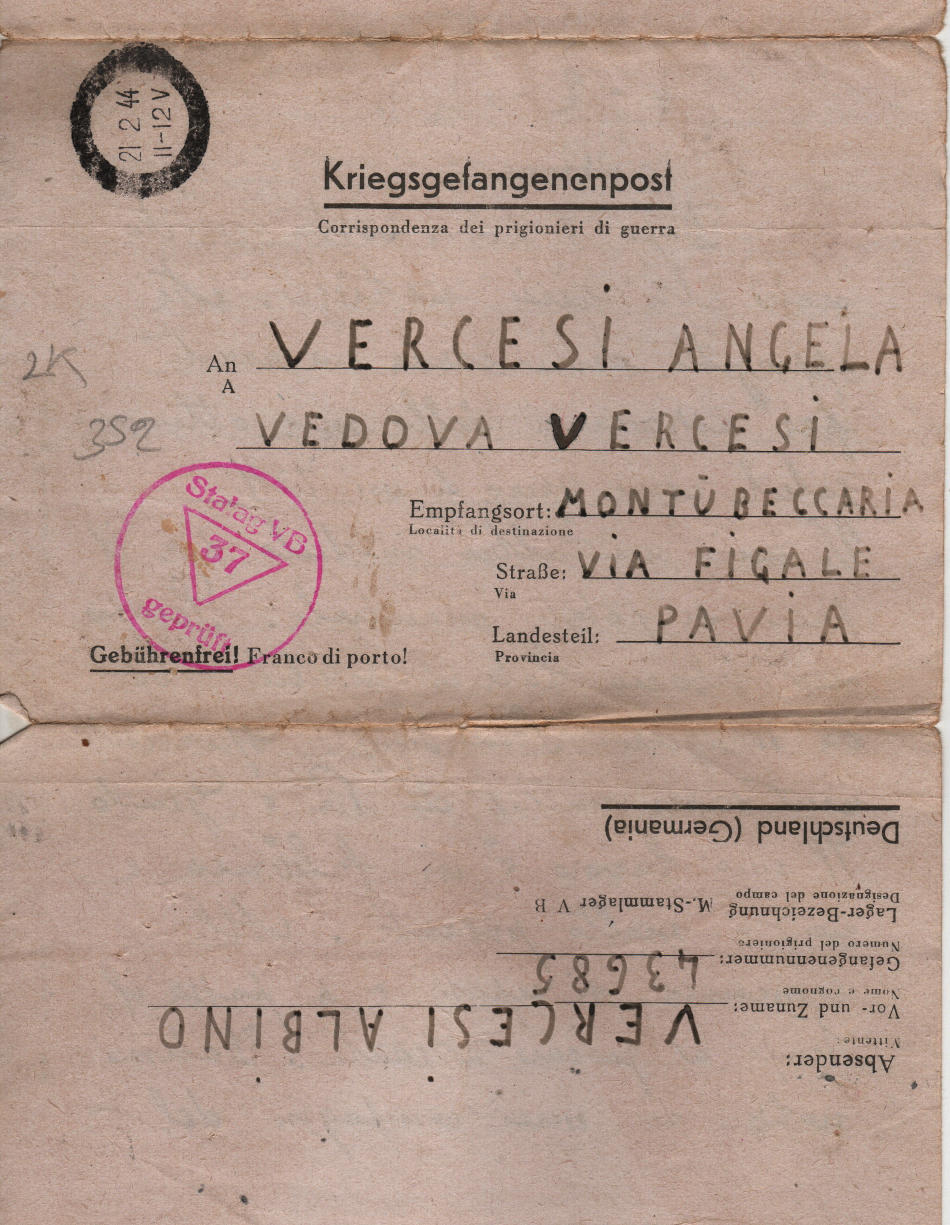 21 2 44
11-12 V
Kriegsgefangenenpost
Corrispondenza dei prigionieri di guerra
An VERCESI ANGELA
A
2K
VEDOVA VERCESI
352
Stalag VB
37
geprüft
Empfangsort: MONTÙ BECCARIA
Località di destinazione
Straße: VIA FIGALE
Via
Landesteil: PAVIA
Provincia
Gebührenfrei! Franco di porto!
Absender:
Mittente:
VERCESI ALBINO
Vor- und Zuname:
Nome e cognome
Gefangenennummer: 43685
Numero del prigioniero
Lager-Bezeichnung M.-Stammlager V B
Designazione del campo
Deutschland (Germania)